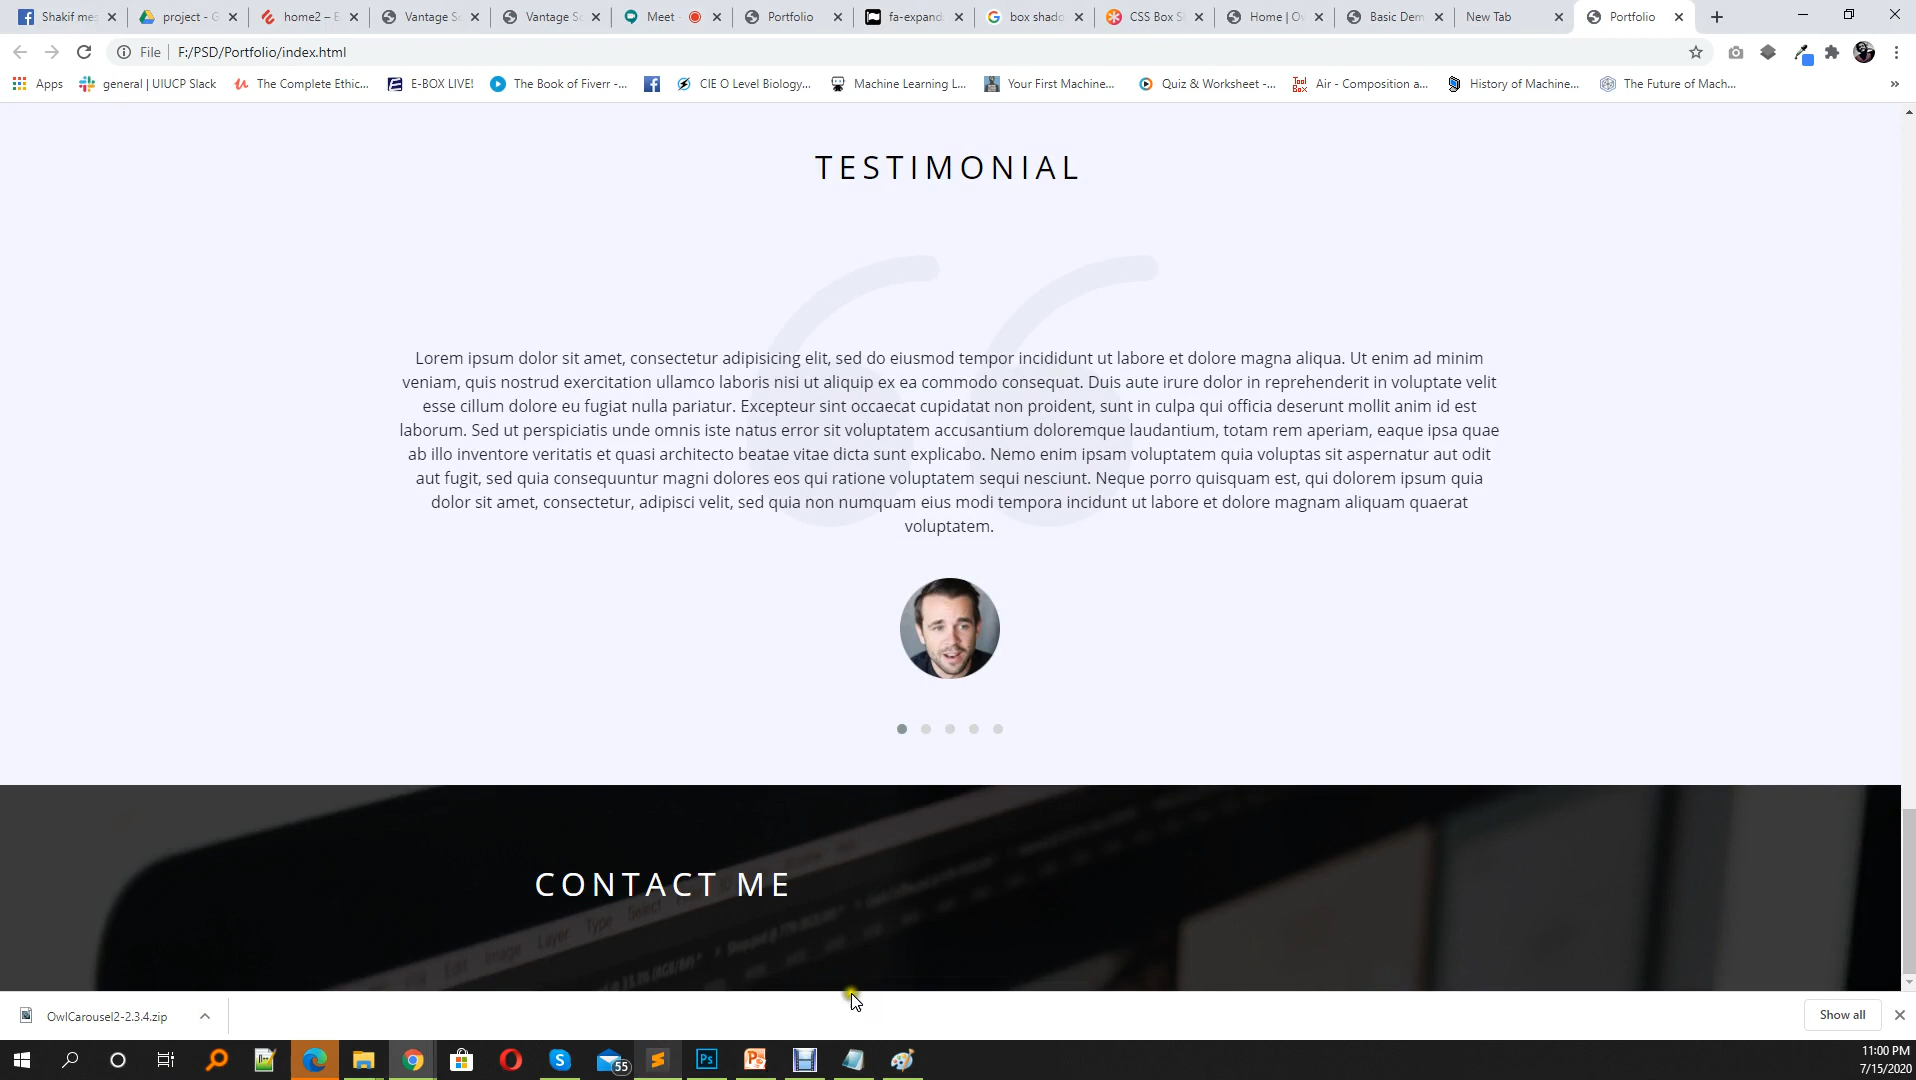 Shakif mes
project - G
home2 – E
Vantage Sc
Vantage Sc
Meet
Portfolio
fa-expand
box shado
CSS Box S
Home | O
Basic Dem
New Tab
Portfolio
File
F:/PSD/Portfolio/index.html
Apps
general | UIUCP Slack
The Complete Ethic...
E-BOX LIVE!
The Book of Fiverr -...
CIE O Level Biology...
Machine Learning L...
Your First Machine...
Quiz & Worksheet -...
Air - Composition a...
History of Machine...
The Future of Mach...
TESTIMONIAL
Lorem ipsum dolor sit amet, consectetur adipisicing elit, sed do eiusmod tempor incididunt ut labore et dolore magna aliqua. Ut enim ad minim
veniam, quis nostrud exercitation ullamco laboris nisi ut aliquip ex ea commodo consequat. Duis aute irure dolor in reprehenderit in voluptate velit
esse cillum dolore eu fugiat nulla pariatur. Excepteur sint occaecat cupidatat non proident, sunt in culpa qui officia deserunt mollit anim id est
laborum. Sed ut perspiciatis unde omnis iste natus error sit voluptatem accusantium doloremque laudantium, totam rem aperiam, eaque ipsa quae
ab illo inventore veritatis et quasi architecto beatae vitae dicta sunt explicabo. Nemo enim ipsam voluptatem quia voluptas sit aspernatur aut odit
aut fugit, sed quia consequuntur magni dolores eos qui ratione voluptatem sequi nesciunt. Neque porro quisquam est, qui dolorem ipsum quia
dolor sit amet, consectetur, adipisci velit, sed quia non numquam eius modi tempora incidunt ut labore et dolore magnam aliquam quaerat
voluptatem.
CONTACT ME
Edit Image Layer Type Select
OwlCarousel2-2.3.4.zip
Show all
55
11:00 PM
7/15/2020